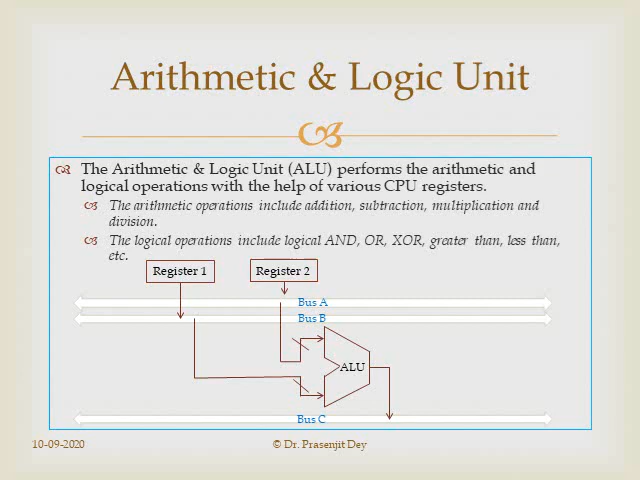 Arithmetic & Logic Unit
The Arithmetic & Logic Unit (ALU) performs the arithmetic and
logical operations with the help of various CPU registers.
The arithmetic operations include addition, subtraction, multiplication and
division.
The logical operations include logical AND, OR, XOR, greater than, less than,
etc.
Register 1
Register 2
Bus A
Bus B
ALU
Bus C
10-09-2020
© Dr. Prasenjit Dey